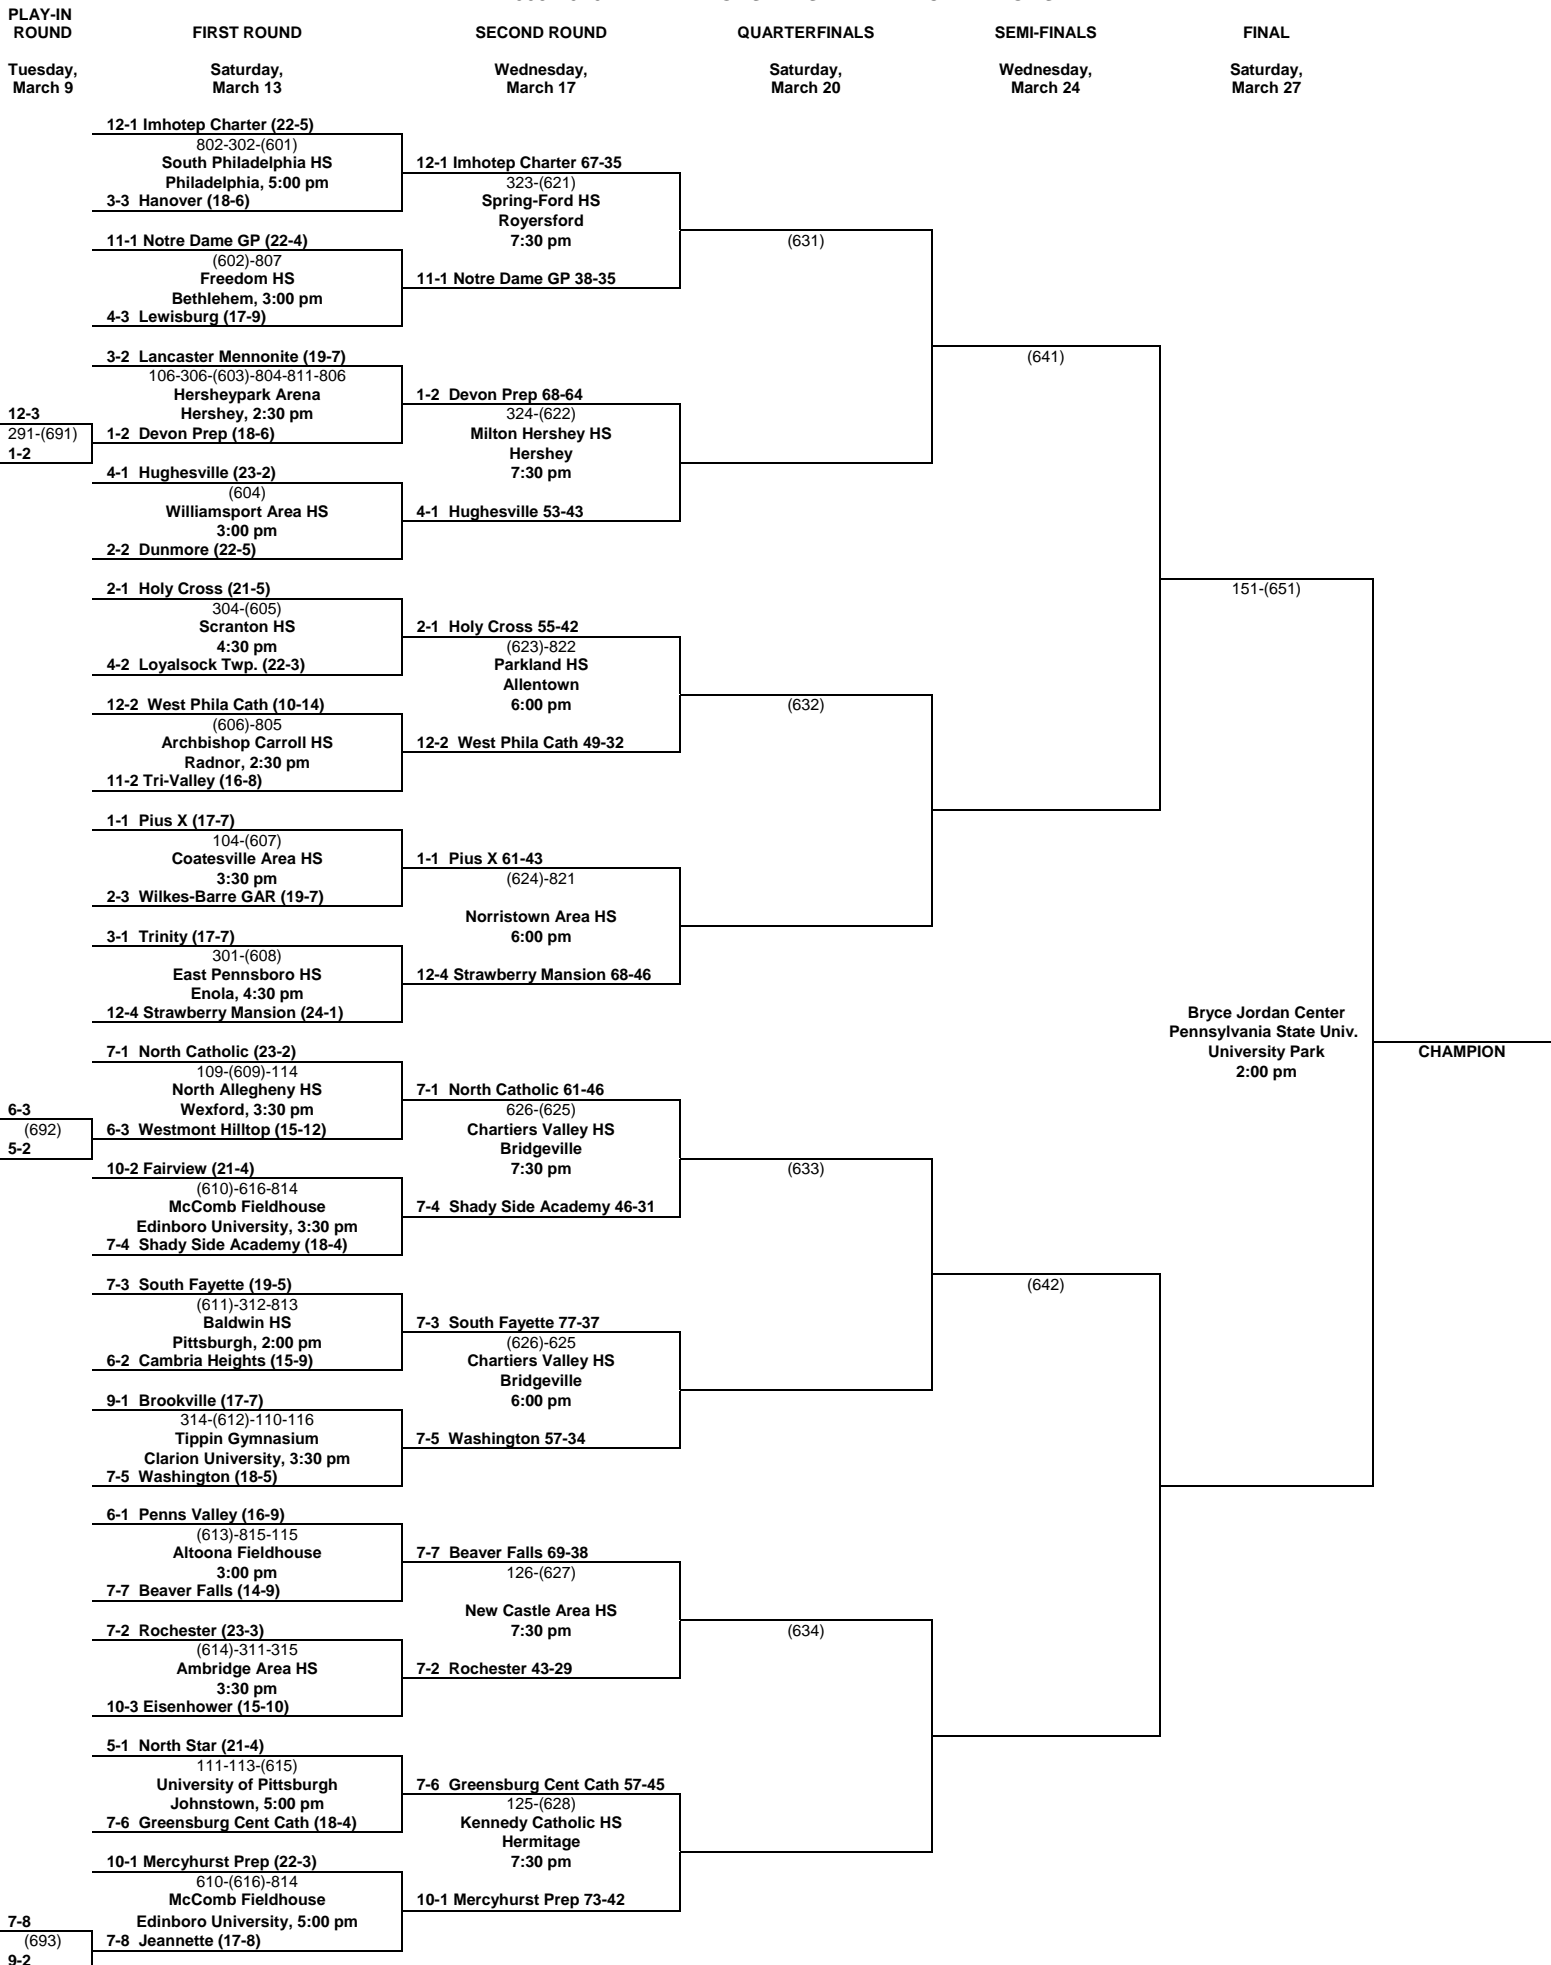 PLAY-IN
ROUND
FIRST ROUND
SECOND ROUND
QUARTERFINALS
SEMI-FINALS
FINAL
Tuesday,
March 9
Saturday,
March 13
Wednesday,
March 17
Saturday,
March 20
Wednesday,
March 24
Saturday,
March 27
12-3
291-(691)
1-2
6-3
(692)
5-2
7-8
(693)
9-2
12-1 Imhotep Charter (22-5)
802-302-(601)
South Philadelphia HS
Philadelphia, 5:00 pm
3-3 Hanover (18-6)
11-1 Notre Dame GP (22-4)
(602)-807
Freedom HS
Bethlehem, 3:00 pm
4-3 Lewisburg (17-9)
3-2 Lancaster Mennonite (19-7)
106-306-(603)-804-811-806
Hersheypark Arena
Hershey, 2:30 pm
1-2 Devon Prep (18-6)
4-1 Hughesville (23-2)
(604)
Williamsport Area HS
3:00 pm
2-2 Dunmore (22-5)
2-1 Holy Cross (21-5)
304-(605)
Scranton HS
4:30 pm
4-2 Loyalsock Twp. (22-3)
12-2 West Phila Cath (10-14)
(606)-805
Archbishop Carroll HS
Radnor, 2:30 pm
11-2 Tri-Valley (16-8)
1-1 Pius X (17-7)
104-(607)
Coatesville Area HS
3:30 pm
2-3 Wilkes-Barre GAR (19-7)
3-1 Trinity (17-7)
301-(608)
East Pennsboro HS
Enola, 4:30 pm
12-4 Strawberry Mansion (24-1)
7-1 North Catholic (23-2)
109-(609)-114
North Allegheny HS
Wexford, 3:30 pm
6-3 Westmont Hilltop (15-12)
10-2 Fairview (21-4)
(610)-616-814
McComb Fieldhouse
Edinboro University, 3:30 pm
7-4 Shady Side Academy (18-4)
7-3 South Fayette (19-5)
(611)-312-813
Baldwin HS
Pittsburgh, 2:00 pm
6-2 Cambria Heights (15-9)
9-1 Brookville (17-7)
314-(612)-110-116
Tippin Gymnasium
Clarion University, 3:30 pm
7-5 Washington (18-5)
6-1 Penns Valley (16-9)
(613)-815-115
Altoona Fieldhouse
3:00 pm
7-7 Beaver Falls (14-9)
7-2 Rochester (23-3)
(614)-311-315
Ambridge Area HS
3:30 pm
10-3 Eisenhower (15-10)
5-1 North Star (21-4)
111-113-(615)
University of Pittsburgh
Johnstown, 5:00 pm
7-6 Greensburg Cent Cath (18-4)
10-1 Mercyhurst Prep (22-3)
610-(616)-814
McComb Fieldhouse
Edinboro University, 5:00 pm
7-8 Jeannette (17-8)
12-1 Imhotep Charter 67-35
323-(621)
Spring-Ford HS
Royersford
7:30 pm
11-1 Notre Dame GP 38-35
1-2 Devon Prep 68-64
324-(622)
Milton Hershey HS
Hershey
7:30 pm
4-1 Hughesville 53-43
2-1 Holy Cross 55-42
(623)-822
Parkland HS
Allentown
6:00 pm
12-2 West Phila Cath 49-32
1-1 Pius X 61-43
(624)-821
Norristown Area HS
6:00 pm
12-4 Strawberry Mansion 68-46
7-1 North Catholic 61-46
626-(625)
Chartiers Valley HS
Bridgeville
7:30 pm
7-4 Shady Side Academy 46-31
7-3 South Fayette 77-37
(626)-625
Chartiers Valley HS
Bridgeville
6:00 pm
7-5 Washington 57-34
7-7 Beaver Falls 69-38
126-(627)
New Castle Area HS
7:30 pm
7-2 Rochester 43-29
7-6 Greensburg Cent Cath 57-45
125-(628)
Kennedy Catholic HS
Hermitage
7:30 pm
10-1 Mercyhurst Prep 73-42
(631)
(632)
(633)
(634)
(641)
(642)
151-(651)
Bryce Jordan Center
Pennsylvania State Univ.
University Park
2:00 pm
CHAMPION